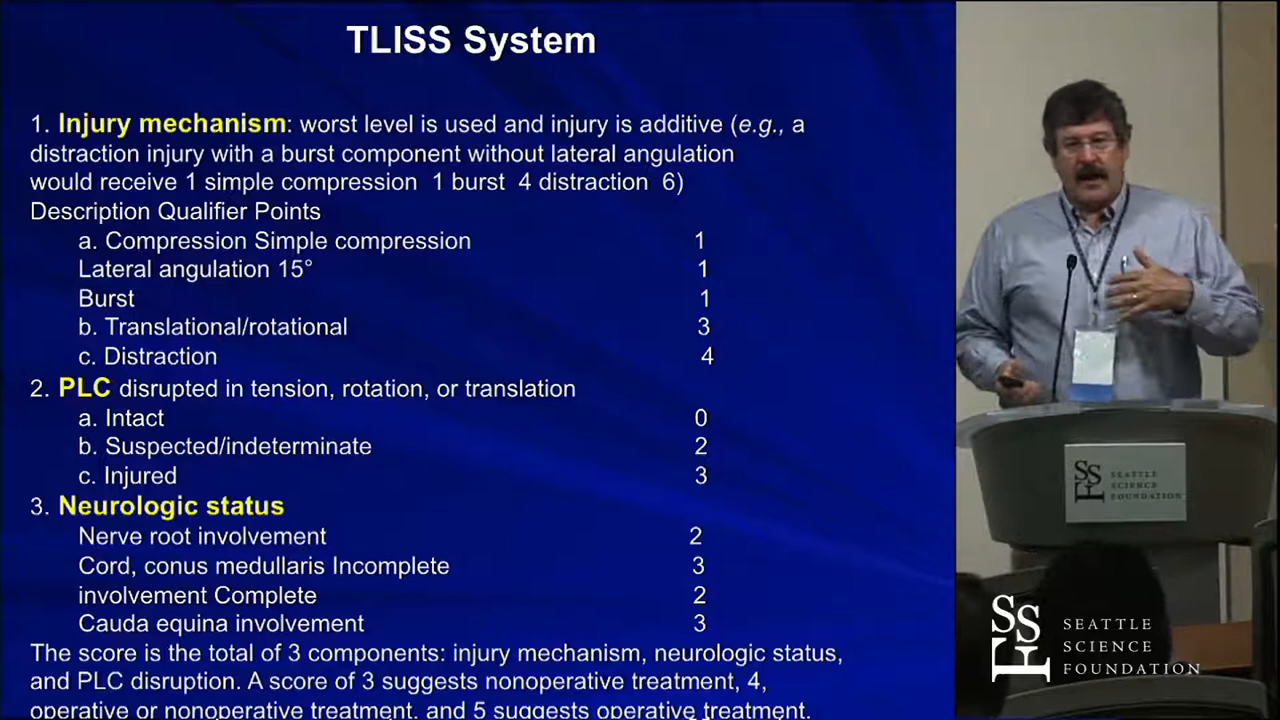 TLISS System
1. Injury mechanism: worst level is used and injury is additive (e.g., a
distraction injury with a burst component without lateral angulation
would receive 1 simple compression 1 burst 4 distraction 6)
Description Qualifier Points
a. Compression Simple compression 1
Lateral angulation 15° 1
Burst 1
b. Translational/rotational 3
c. Distraction 4
2. PLC disrupted in tension, rotation, or translation
a. Intact 0
b. Suspected/indeterminate 2
c. Injured 3
3. Neurologic status
Nerve root involvement 2
Cord, conus medullaris Incomplete 3
involvement Complete 2
Cauda equina involvement 3
The score is the total of 3 components: injury mechanism, neurologic status,
and PLC disruption. A score of 3 suggests nonoperative treatment, 4,
operative or nonoperative treatment, and 5 suggests operative treatment.
SSF
SEATTLE
SCIENCE
FOUNDATION
SSF
SEATTLE
SCIENCE
FOUNDATION